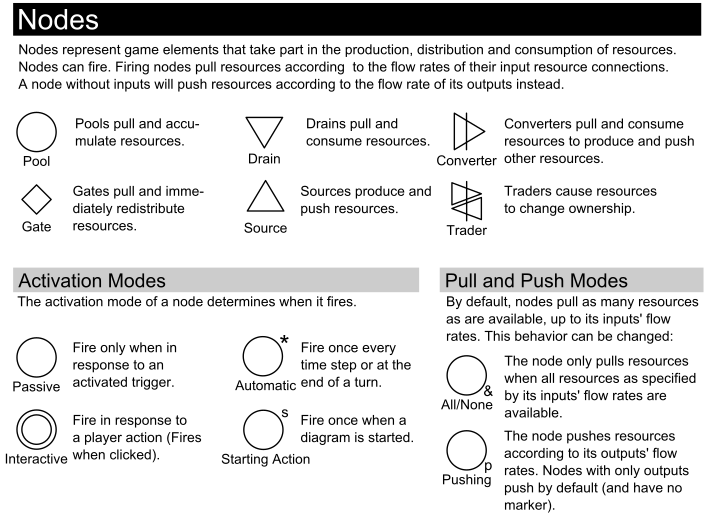 Nodes
Nodes represent game elements that take part in the production, distribution and consumption of resources.
Nodes can fire. Firing nodes pull resources according to the flow rates of their input resource connections.
A node without inputs will push resources according to the flow rate of its outputs instead.
Pool
Pools pull and accu-
mulate resources.
Drain
Drains pull and
consume resources.
Converter
Converters pull and consume
resources to produce and push
other resources.
Gate
Gates pull and imme-
diately redistribute
resources.
Source
Sources produce and
push resources.
Trader
Traders cause resources
to change ownership.
Activation Modes
The activation mode of a node determines when it fires.
Passive
Fire only when in
response to an
activated trigger.
*
Automatic
Fire once every
time step or at the
end of a turn.
Interactive
Fire in response to
a player action (Fires
when clicked).
s
Starting Action
Fire once when a
diagram is started.
Pull and Push Modes
By default, nodes pull as many resources
as are available, up to its inputs' flow
rates. This behavior can be changed:
&
All/None
The node only pulls resources
when all resources as specified
by its inputs' flow rates are
available.
p
Pushing
The node pushes resources
according to its outputs' flow
rates. Nodes with only outputs
push by default (and have no
marker).